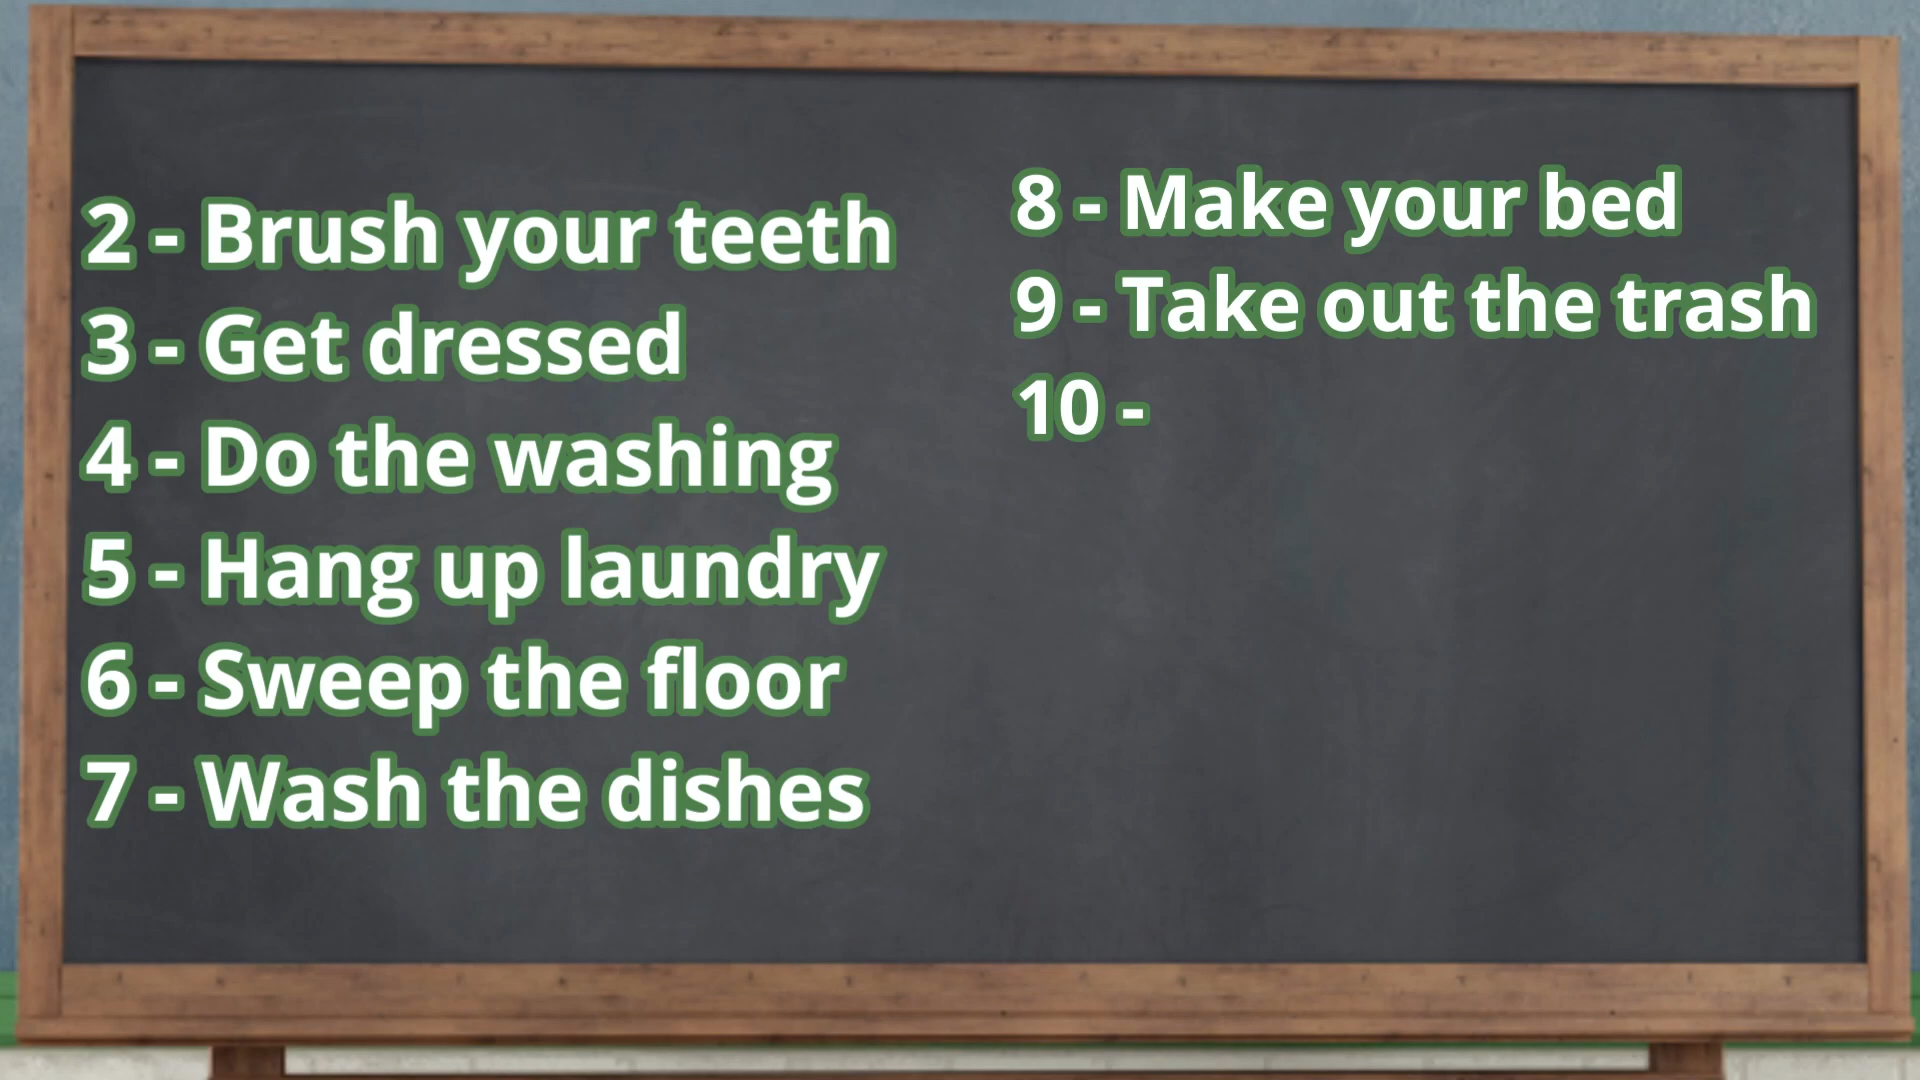 2 - Brush your teeth
3 - Get dressed
4 - Do the washing
5 - Hang up laundry
6 - Sweep the floor
7 - Wash the dishes
8 - Make your bed
9 - Take out the trash
10 -